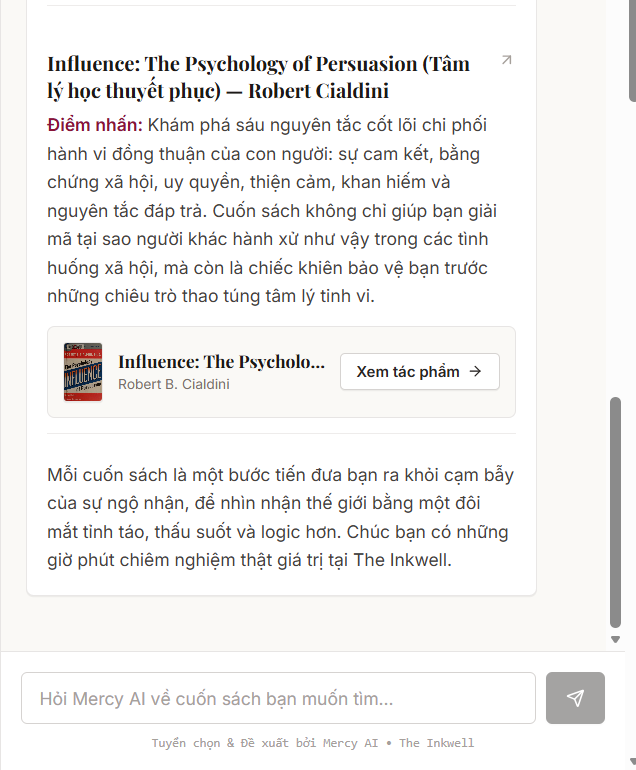 Influence: The Psychology of Persuasion (Tâm
lý học thuyết phục) — Robert Cialdini
Điểm nhấn: Khám phá sáu nguyên tắc cốt lõi chi phối
hành vi đồng thuận của con người: sự cam kết, bằng
chứng xã hội, uy quyền, thiện cảm, khan hiếm và
nguyên tắc đáp trả. Cuốn sách không chỉ giúp bạn giải
mã tại sao người khác hành xử như vậy trong các tình
huống xã hội, mà còn là chiếc khiên bảo vệ bạn trước
những chiêu trò thao túng tâm lý tinh vi.
INFLUENCE
Influence: The Psycholo...
Robert B. Cialdini
Xem tác phẩm →
Mỗi cuốn sách là một bước tiến đưa bạn ra khỏi cạm bẫy
của sự ngộ nhận, để nhìn nhận thế giới bằng một đôi
mắt tỉnh táo, thấu suốt và logic hơn. Chúc bạn có những
giờ phút chiêm nghiệm thật giá trị tại The Inkwell.
Hỏi Mercy AI về cuốn sách bạn muốn tìm...
Tuyển chọn & Đề xuất bởi Mercy AI • The Inkwell